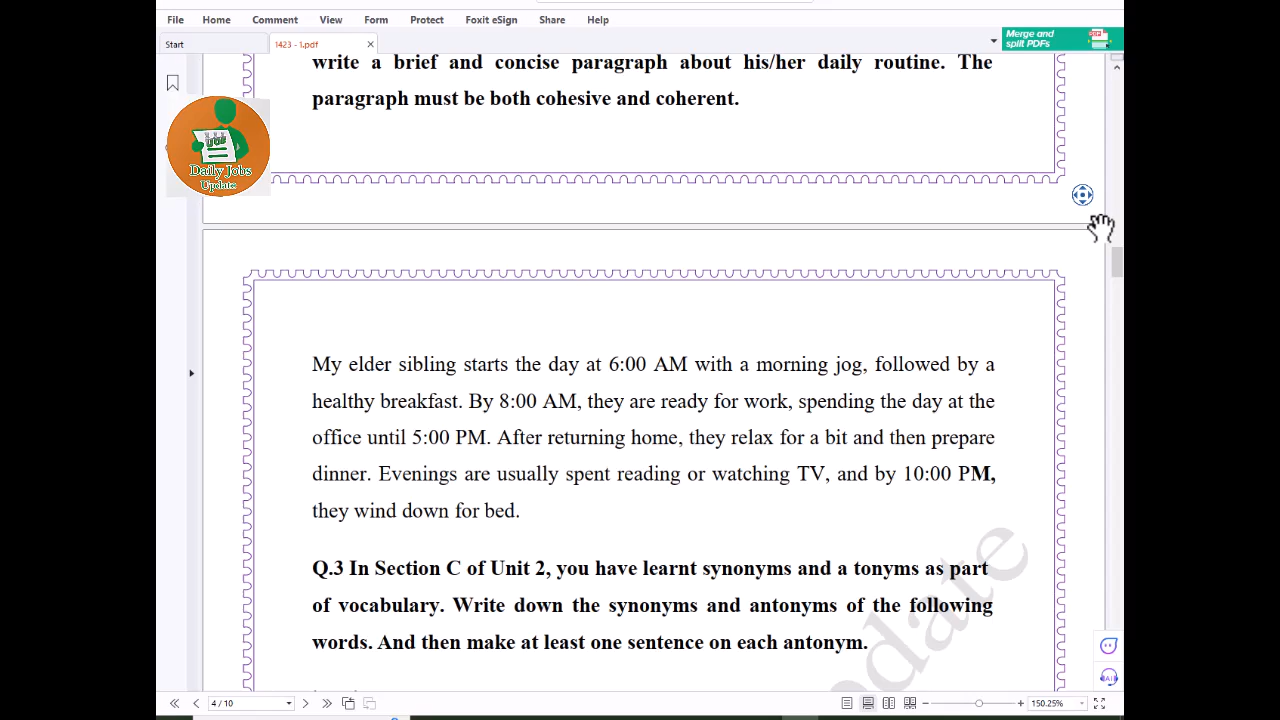 File Home Comment View Form Protect Foxit eSign Share Help
Start 1423 - 1.pdf
Merge and
split PDFs
write a brief and concise paragraph about his/her daily routine. The
paragraph must be both cohesive and coherent.
Daily Jobs
Update
My elder sibling starts the day at 6:00 AM with a morning jog, followed by a
healthy breakfast. By 8:00 AM, they are ready for work, spending the day at the
office until 5:00 PM. After returning home, they relax for a bit and then prepare
dinner. Evenings are usually spent reading or watching TV, and by 10:00 PM,
they wind down for bed.
Q.3 In Section C of Unit 2, you have learnt synonyms and a tonyms as part
of vocabulary. Write down the synonyms and antonyms of the following
words. And then make at least one sentence on each antonym.
date
4 / 10 150.25%